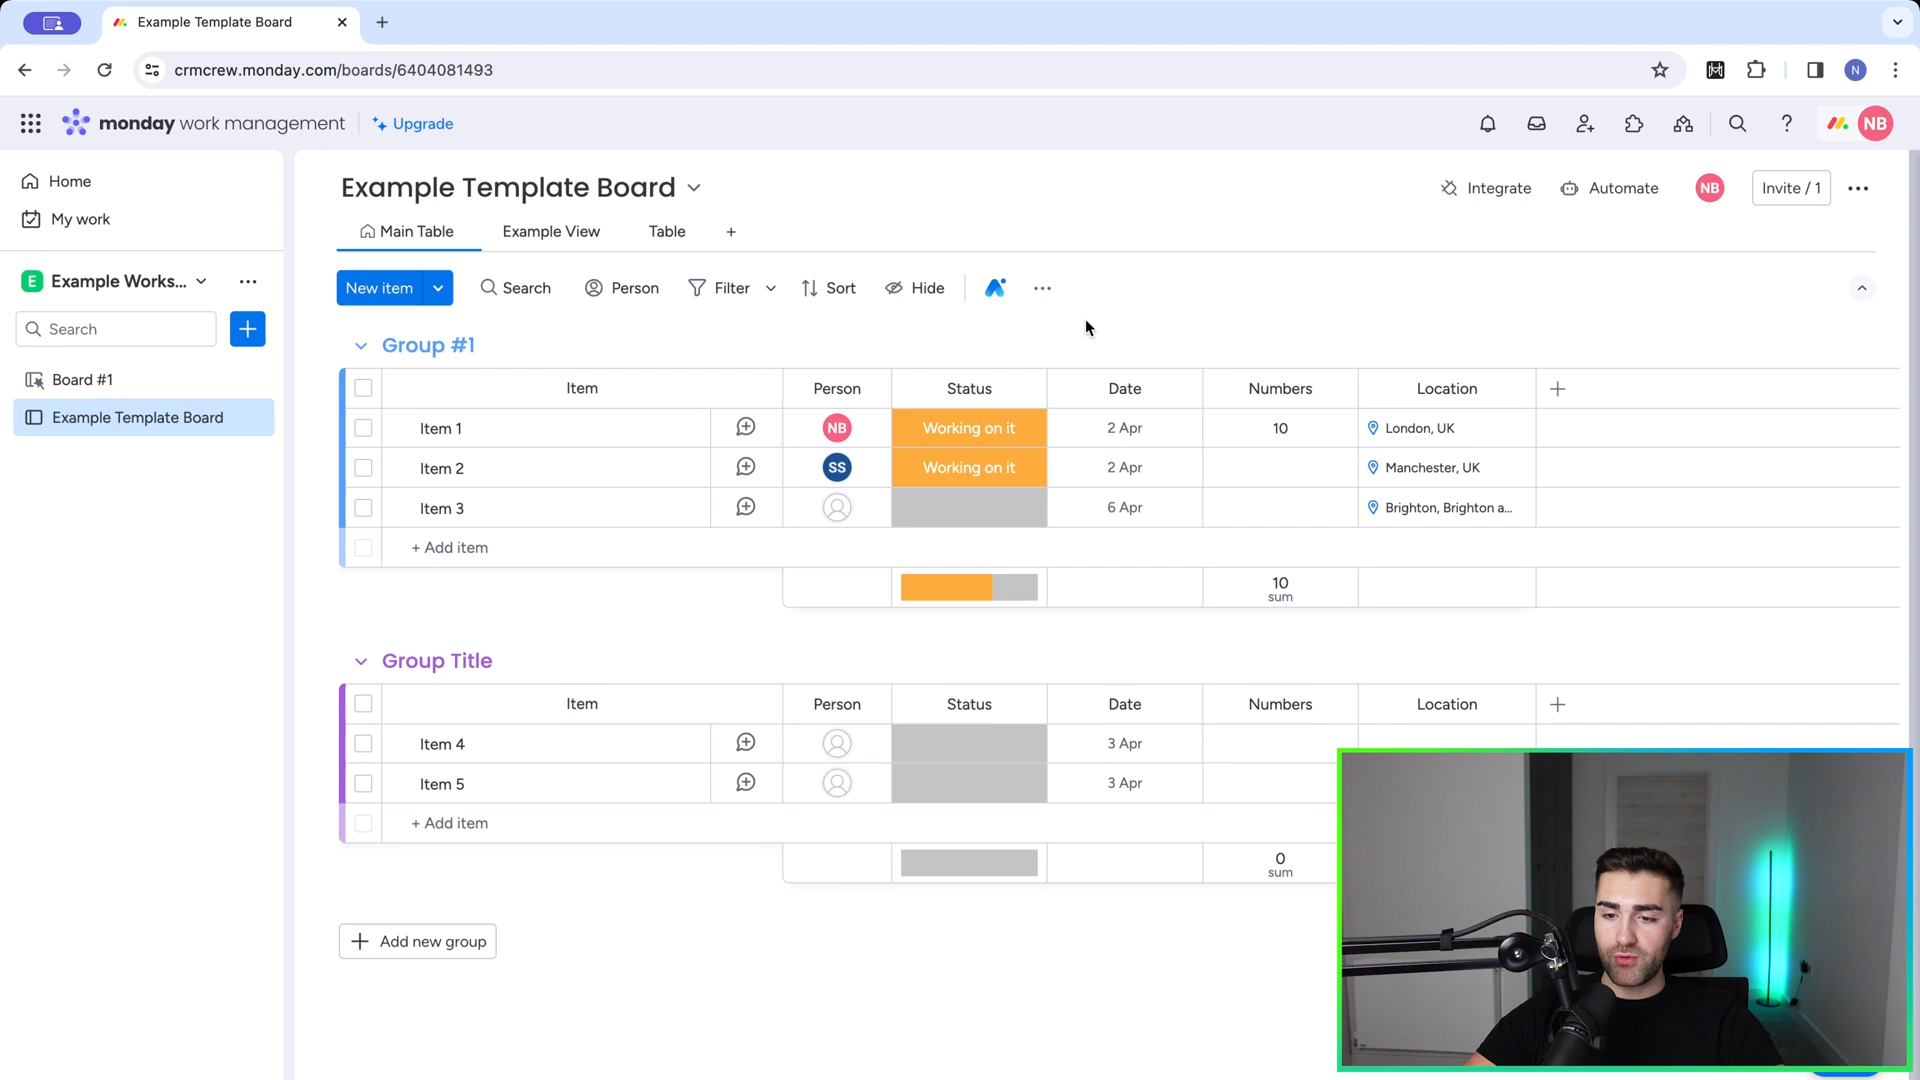 Example Template Board
crmcrew.monday.com/boards/6404081493
N
monday work management
Upgrade
NB
Home
My work
E Example Works...
Search
Board #1
Example Template Board
Example Template Board
Integrate
Automate
NB
Invite / 1
Main Table
Example View
Table
New item
Search
Person
Filter
Sort
Hide
Group #1
Item Person Status Date Numbers Location
Item 1 NB Working on it 2 Apr 10 London, UK
Item 2 SS Working on it 2 Apr Manchester, UK
Item 3 6 Apr Brighton, Brighton a...
+ Add item
10
sum
Group Title
Item Person Status Date Numbers Location
Item 4 3 Apr
Item 5 3 Apr
+ Add item
0
sum
Add new group